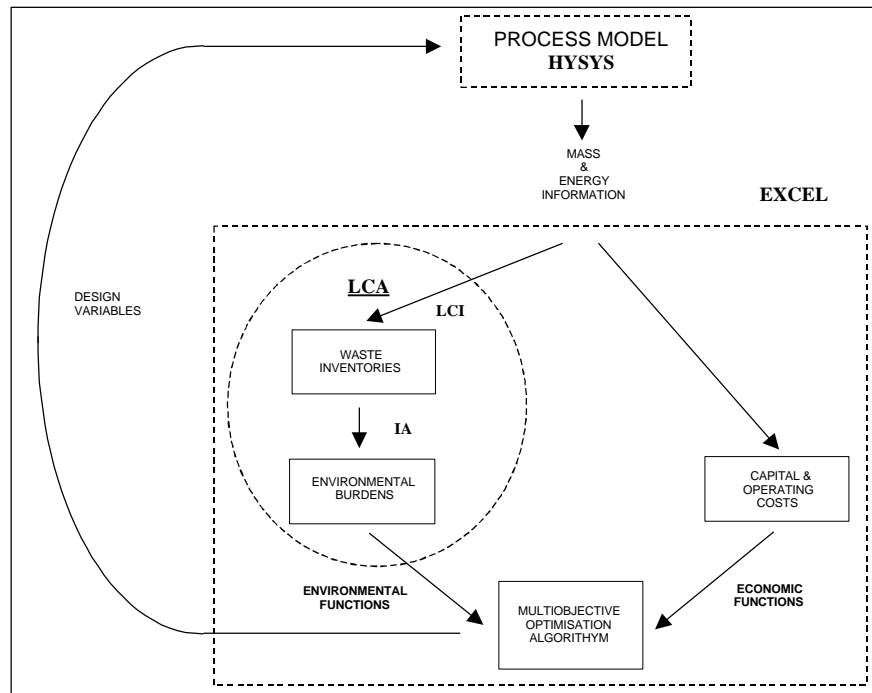 PROCESS MODEL
HYSYS
MASS
&
ENERGY
INFORMATION
EXCEL
DESIGN
VARIABLES
LCA
LCI
WASTE
INVENTORIES
IA
ENVIRONMENTAL
BURDENS
CAPITAL &
OPERATING
COSTS
ENVIRONMENTAL
FUNCTIONS
ECONOMIC
FUNCTIONS
MULTIOBJECTIVE
OPTIMISATION
ALGORITHYM